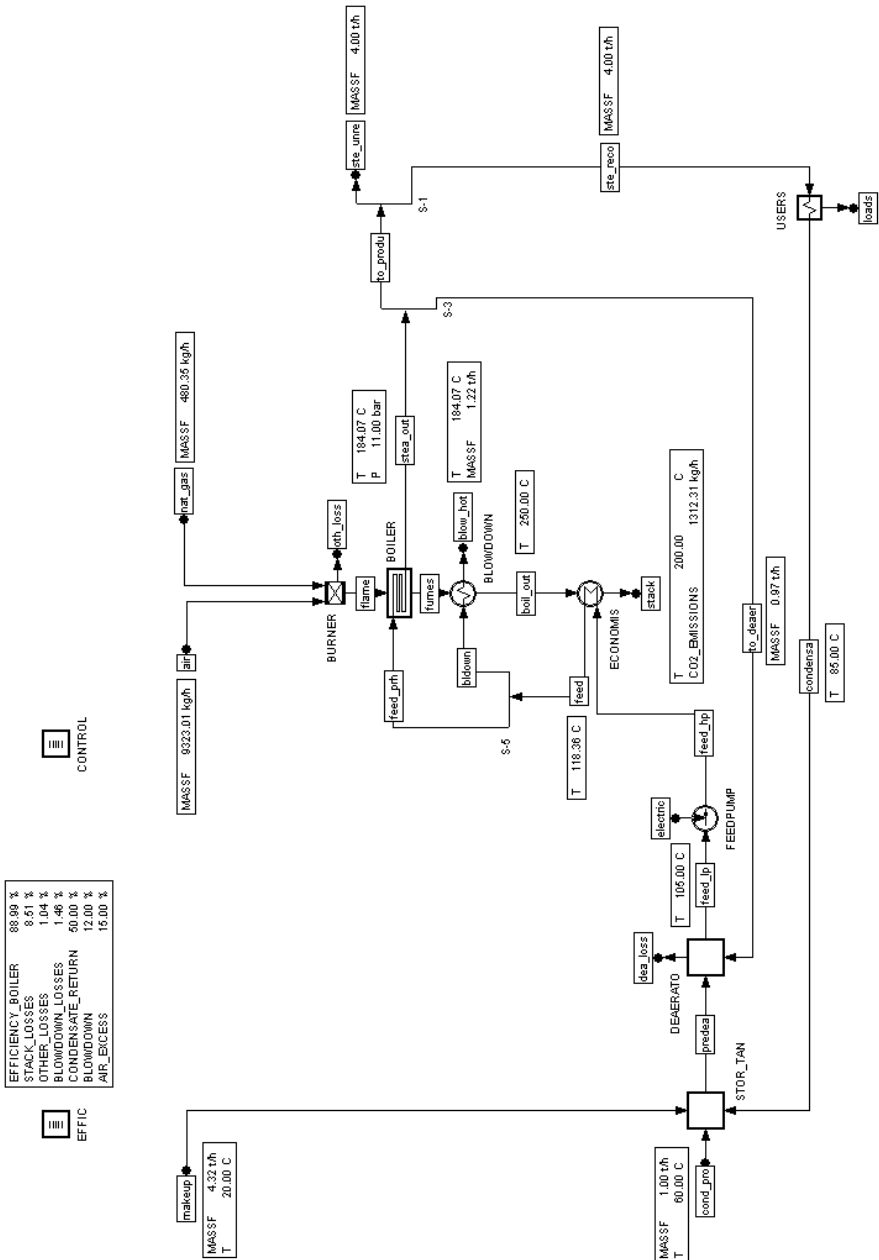 EFFICIENCY_BOILER 88.99 %
STACK_LOSSES 8.51 %
OTHER_LOSSES 1.04 %
BLOWDOWN_LOSSES 1.46 %
CONDENSATE_RETURN 50.00 %
BLOWDOWN 12.00 %
AIR_EXCESS 15.00 %
EFFIC
CONTROL
makeup
MASSF 4.32 t/h
T 20.00 C
air
MASSF 9323.01 kg/h
nat_gas
MASSF 480.35 kg/h
BURNER
oth_loss
flame
BOILER
feed_prh
fumes
T 184.07 C
P 11.00 bar
stea_out
to_produ
ste_unre
MASSF 4.00 t/h
S-1
S-3
bldown
blow_hot
T 184.07 C
MASSF 1.22 t/h
BLOWDOWN
S-5
boil_out
T 250.00 C
feed
T 118.36 C
ECONOMIS
stack
T 200.00 C
CO2_EMISSIONS 1312.31 kg/h
ste_reco
MASSF 4.00 t/h
MASSF 1.00 t/h
T 60.00 C
cond_pro
STOR_TAN
predea
DEAERATO
dea_loss
T 105.00 C
feed_lp
electric
FEEDPUMP
feed_hp
to_deaer
MASSF 0.97 t/h
USERS
loads
condensa
T 85.00 C